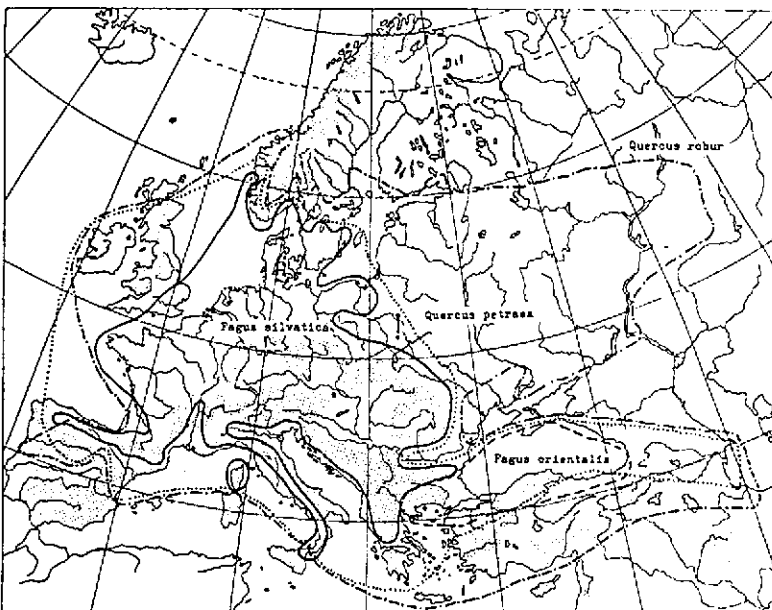 Quercus robur
Quercus petraea
Fagus silvatica
Fagus orientalis